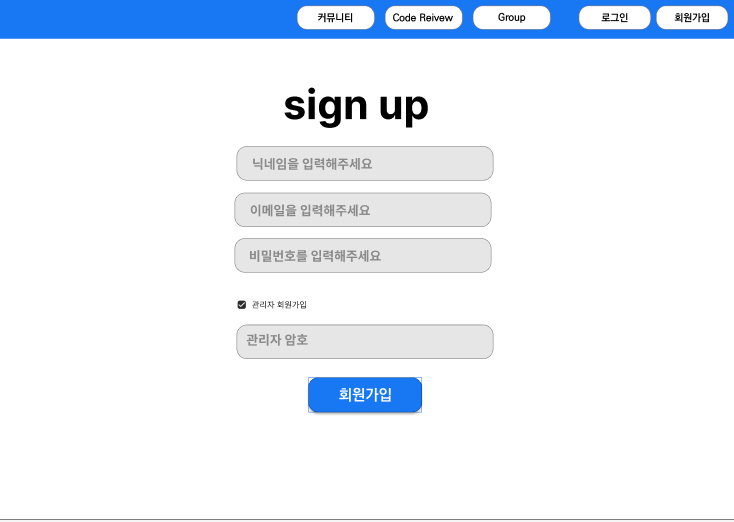 커뮤니티 Code Reivew Group 로그인 회원가입
sign up
닉네임을 입력해주세요
이메일을 입력해주세요
비밀번호를 입력해주세요
관리자 회원가입
관리자 암호
회원가입